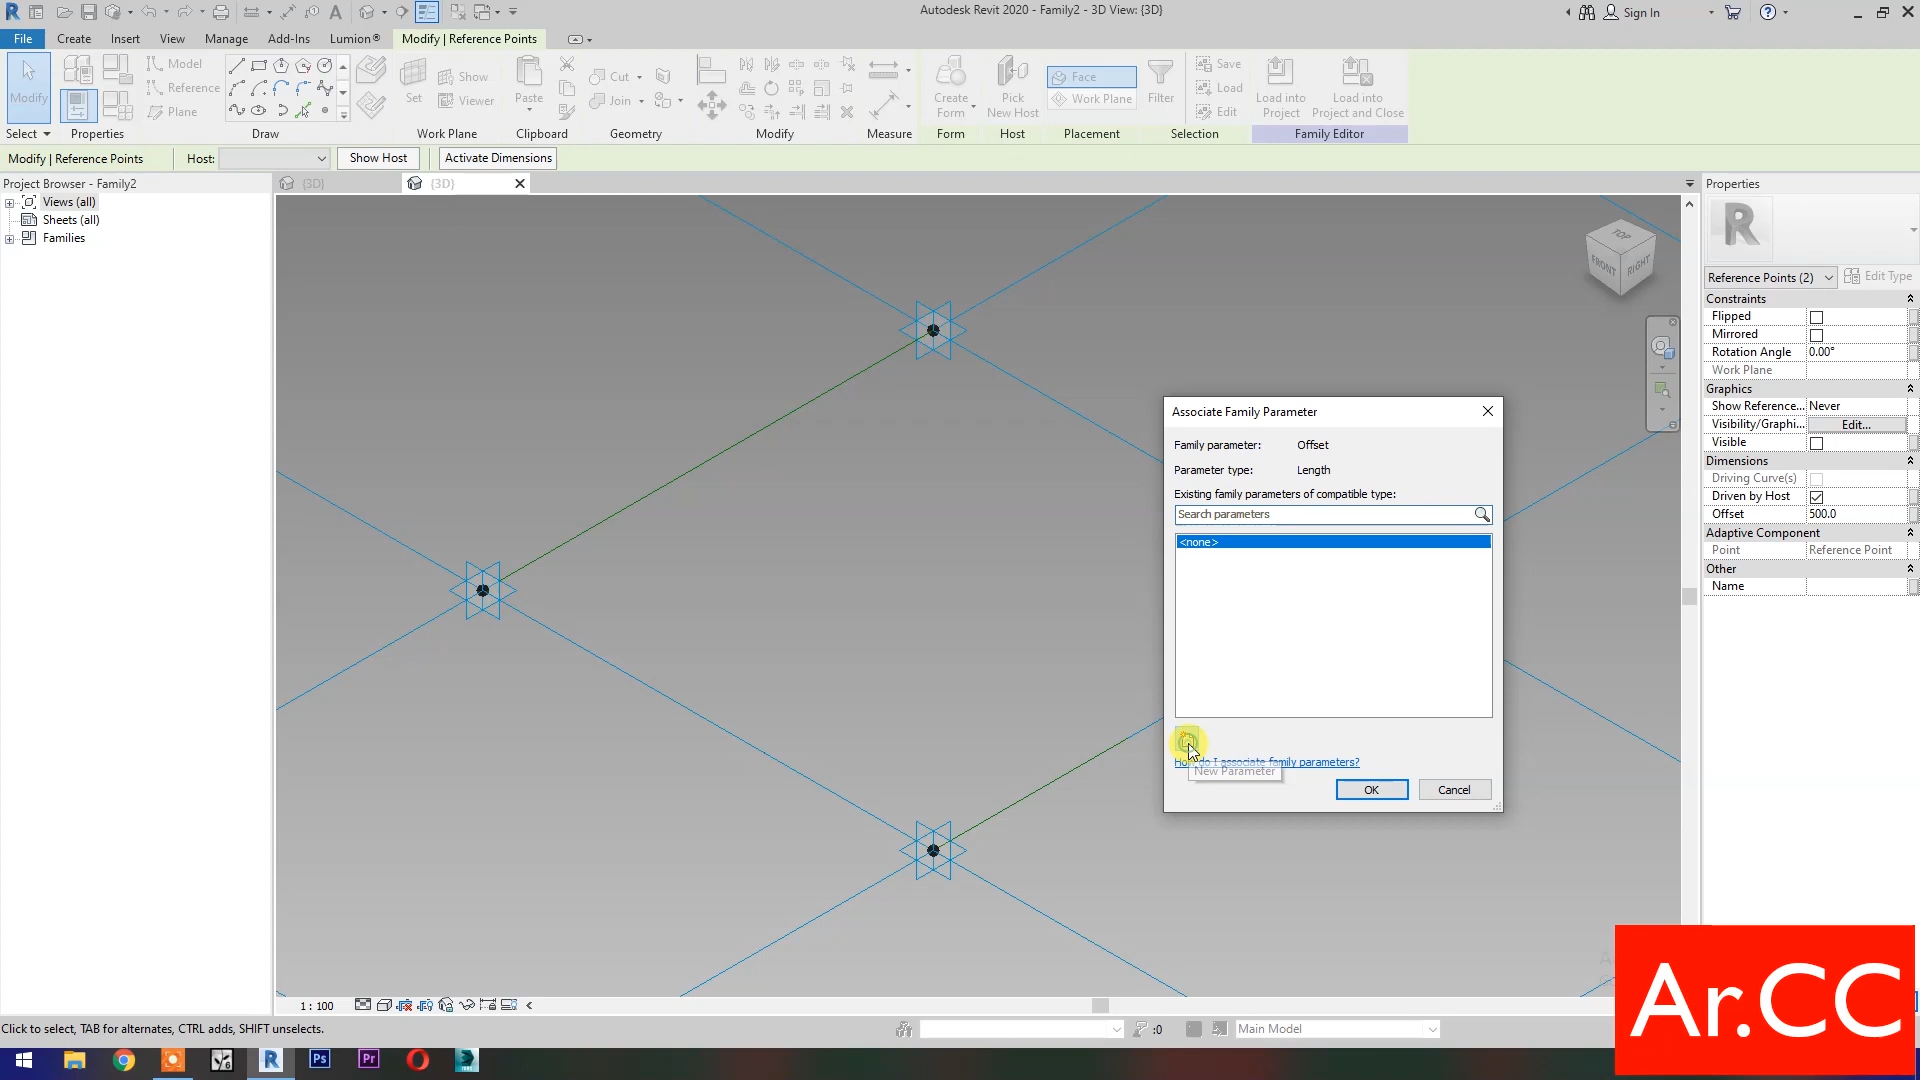 Autodesk Revit 2020 - Family2 - 3D View: {3D}
Sign In
File Create Insert View Manage Add-Ins Lumion® Modify | Reference Points
Modify
Model
Reference
Plane
Set
Show
Viewer
Paste
Cut
Join
Create Form
Pick New Host
Face
Work Plane
Filter
Save
Load
Edit
Load into Project
Load into Project and Close
Select Properties Draw Work Plane Clipboard Geometry Modify Measure Form Host Placement Selection Family Editor
Modify | Reference Points Host: Show Host Activate Dimensions
Project Browser - Family2
{3D} {3D}
Views (all)
Sheets (all)
Families
TOP
FRONT RIGHT
Associate Family Parameter
Family parameter: Offset
Parameter type: Length
Existing family parameters of compatible type:
Search parameters
<none>
How do I associate family parameters?
New Parameter
OK Cancel
Properties
Reference Points (2) Edit Type
Constraints
Flipped
Mirrored
Rotation Angle 0.00°
Work Plane
Graphics
Show Reference... Never
Visibility/Graphi... Edit...
Visible
Dimensions
Driving Curve(s)
Driven by Host
Offset 500.0
Adaptive Component
Point Reference Point
Other
Name
Ar.CC
1 : 100
Click to select, TAB for alternates, CTRL adds, SHIFT unselects.
:0 Main Model